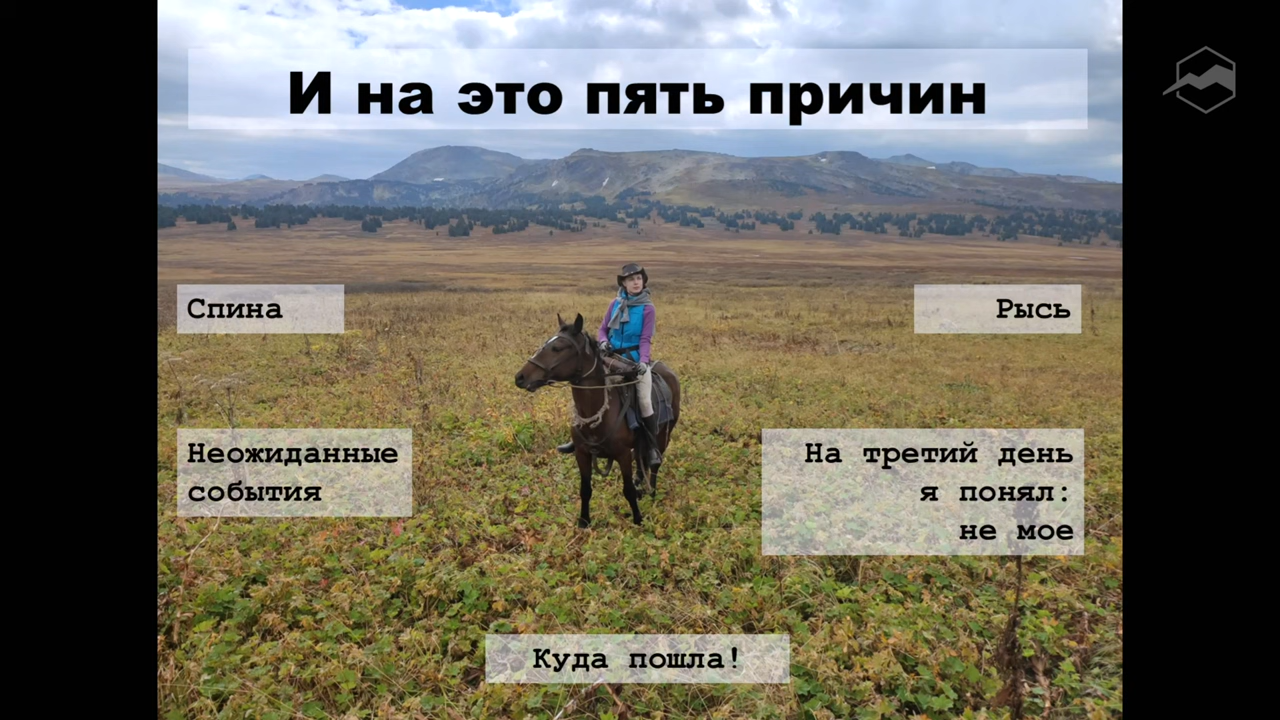 И на это пять причин
Спина
Рысь
Неожиданные
события
На третий день
я понял:
не мое
Куда пошла!